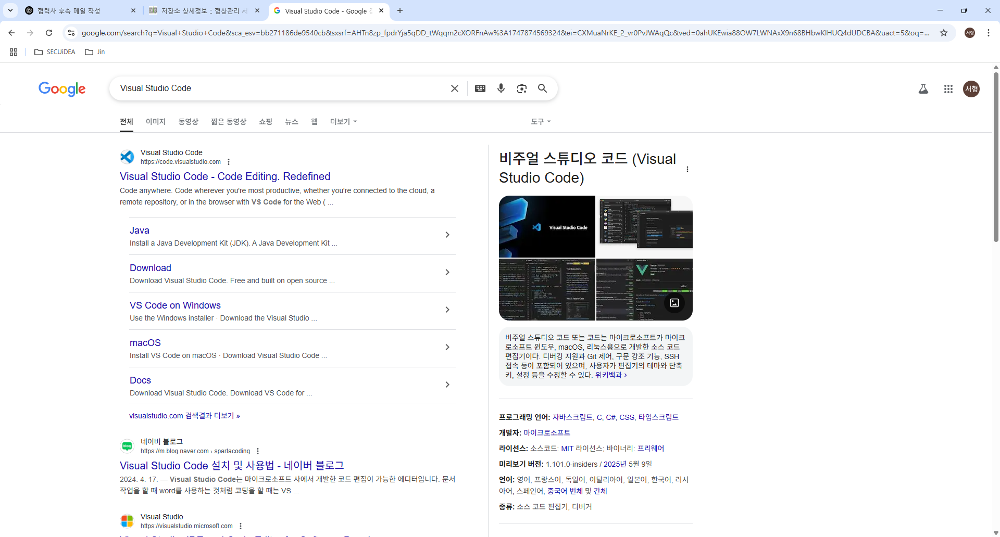 협력사 후속 메일 작성
저장소 상세정보 :: 형상관리 서
Visual Studio Code - Google 검
google.com/search?q=Visual+Studio+Code&sca_esv=bb271186de9540cb&sxsrf=AHTn8zp_fpdrYja5qDD_tWqqm2cXORFnAw%3A1747874569324&ei=CXMuaNrKE_2_vr0PvJWAqQc&ved=0ahUKEwia88OW7LWNAxX9n68BHbwKIHUQ4dUDCBA&uact=5&oq=...
서형
SECUiDEA
Jin
Google
Visual Studio Code
서형
전체
이미지
동영상
짧은 동영상
쇼핑
뉴스
웹
더보기
도구
Visual Studio Code
https://code.visualstudio.com
Visual Studio Code - Code Editing. Redefined
Code anywhere. Code wherever you're most productive, whether you're connected to the cloud, a
remote repository, or in the browser with VS Code for the Web ( ...
Java
Install a Java Development Kit (JDK). A Java Development Kit ...
Download
Download Visual Studio Code. Free and built on open source ...
VS Code on Windows
Use the Windows installer · Download the Visual Studio ...
macOS
Install VS Code on macOS · Download Visual Studio Code ...
Docs
Download Visual Studio Code. Download VS Code for ...
visualstudio.com 검색결과 더보기 »
네이버 블로그
https://m.blog.naver.com › spartacoding
Visual Studio Code 설치 및 사용법 - 네이버 블로그
2024. 4. 17. — Visual Studio Code는 마이크로소프트 사에서 개발한 코드 편집이 가능한 에디터입니다. 문서
작업을 할 때 word를 사용하는 것처럼 코딩을 할 때는 VS ...
Visual Studio
https://visualstudio.microsoft.com
비주얼 스튜디오 코드 (Visual
Studio Code)
Visual Studio Code
비주얼 스튜디오 코드 또는 코드는 마이크로소프트가 마이크
로소프트 윈도우, macOS, 리눅스용으로 개발한 소스 코드
편집기이다. 디버깅 지원과 Git 제어, 구문 강조 기능, SSH
접속 등이 포함되어 있으며, 사용자가 편집기의 테마와 단축
키, 설정 등을 수정할 수 있다. 위키백과 ›
프로그래밍 언어: 자바스크립트, C, C#, CSS, 타입스크립트
개발자: 마이크로소프트
라이선스: 소스코드: MIT 라이선스; 바이너리: 프리웨어
미리보기 버전: 1.101.0-insiders / 2025년 5월 9일
언어: 영어, 프랑스어, 독일어, 이탈리아어, 일본어, 한국어, 러시
아어, 스페인어, 중국어 번체 및 간체
종류: 소스 코드 편집기, 디버거